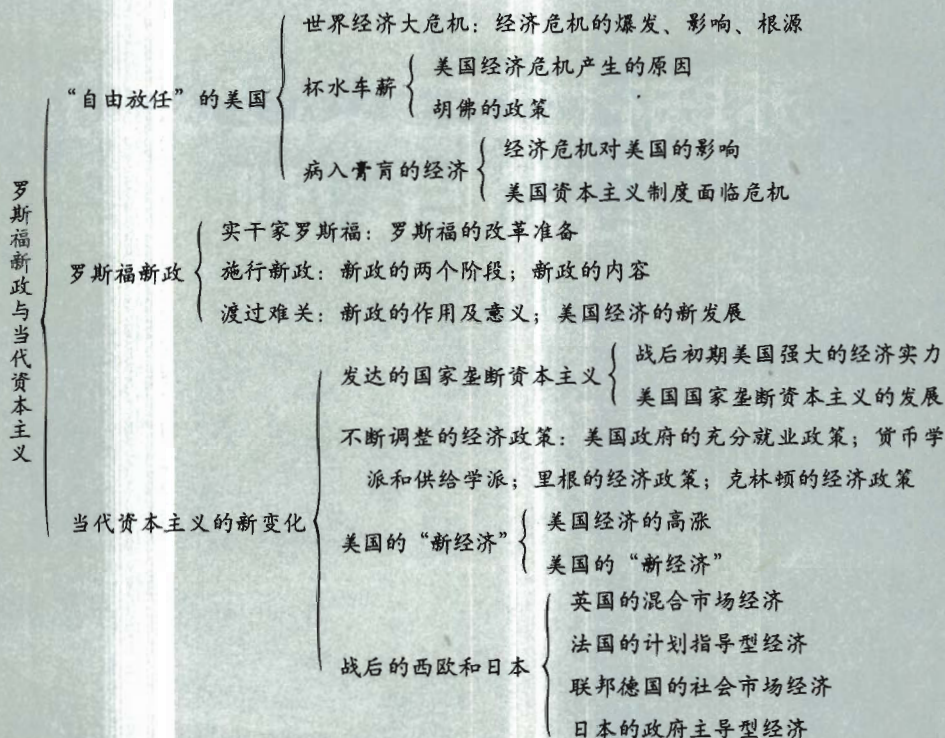 罗斯福新政与当代资本主义
“自由放任”的美国
世界经济大危机：经济危机的爆发、影响、根源
杯水车薪
美国经济危机产生的原因
胡佛的政策
病入膏肓的经济
经济危机对美国的影响
美国资本主义制度面临危机
罗斯福新政
实干家罗斯福：罗斯福的改革准备
施行新政：新政的两个阶段；新政的内容
渡过难关：新政的作用及意义；美国经济的新发展
当代资本主义的新变化
发达的国家垄断资本主义
战后初期美国强大的经济实力
美国国家垄断资本主义的发展
不断调整的经济政策：美国政府的充分就业政策；货币学
派和供给学派；里根的经济政策；克林顿的经济政策
美国的“新经济”
美国经济的高涨
美国的“新经济”
战后的西欧和日本
英国的混合市场经济
法国的计划指导型经济
联邦德国的社会市场经济
日本的政府主导型经济